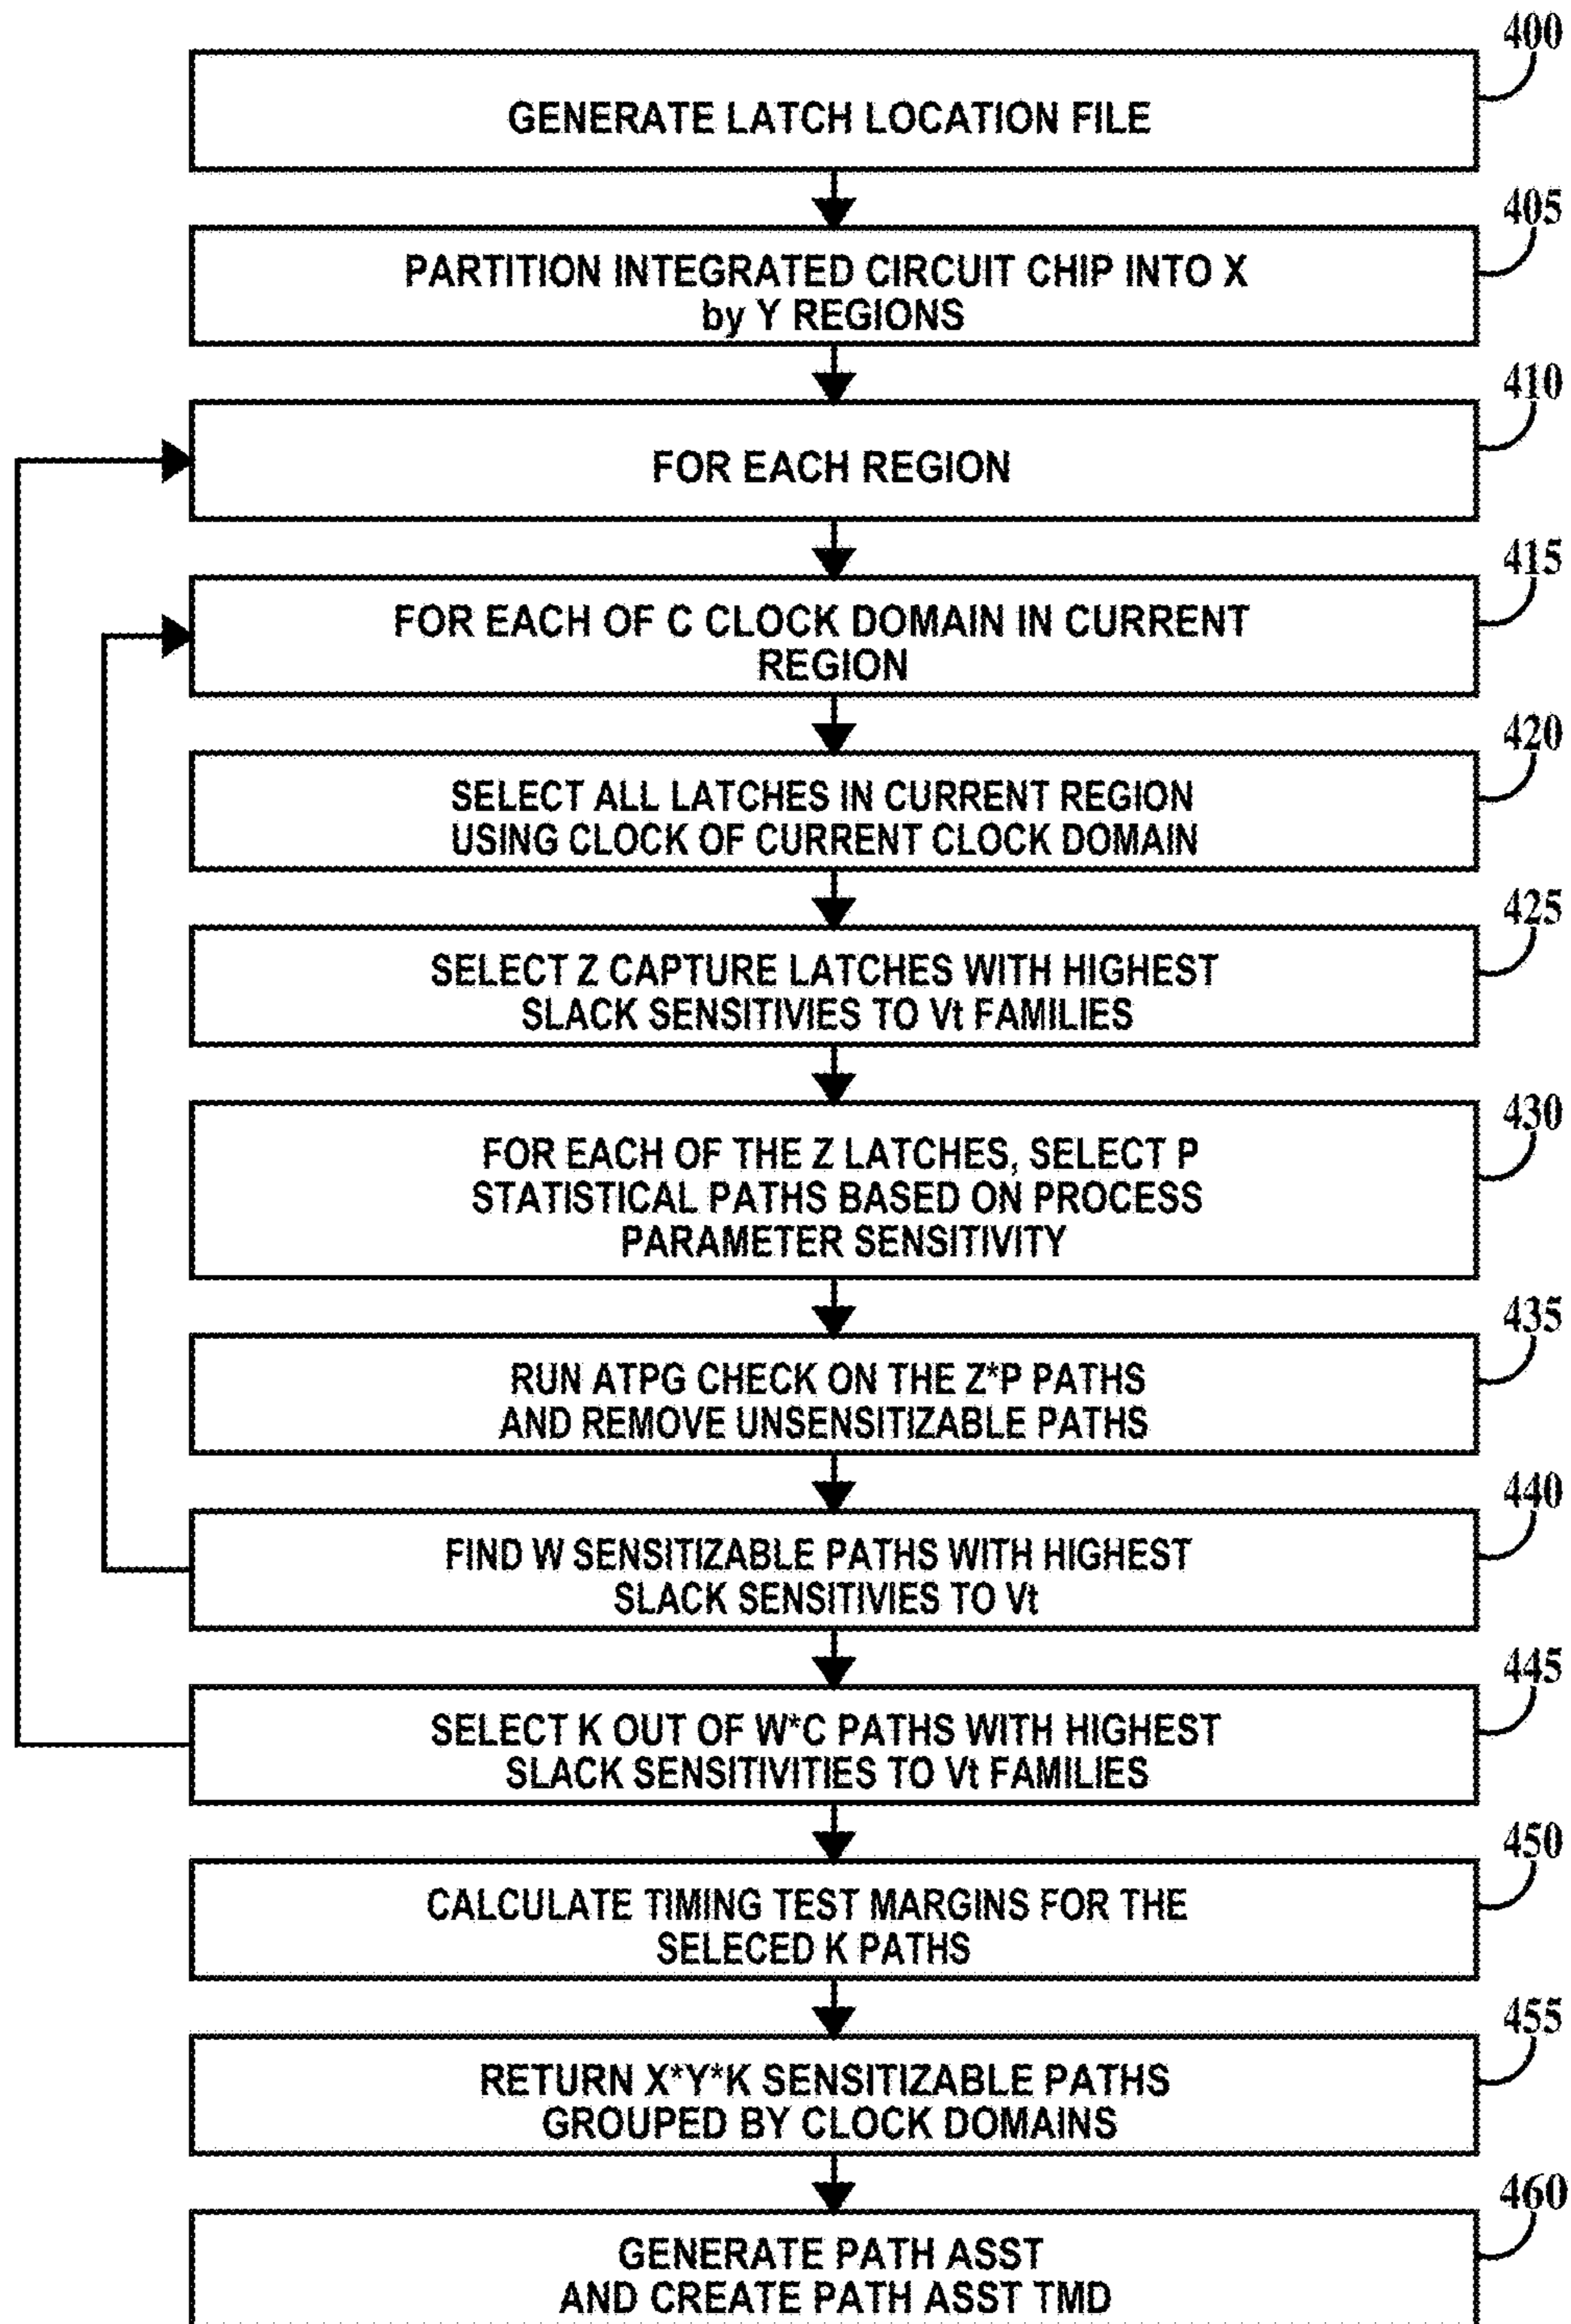 400
GENERATE LATCH LOCATION FILE
405
PARTITION INTEGRATED CIRCUIT CHIP INTO X
by Y REGIONS
410
FOR EACH REGION
415
FOR EACH OF C CLOCK DOMAIN IN CURRENT
REGION
420
SELECT ALL LATCHES IN CURRENT REGION
USING CLOCK OF CURRENT CLOCK DOMAIN
425
SELECT Z CAPTURE LATCHES WITH HIGHEST
SLACK SENSITIVIES TO Vt FAMILIES
430
FOR EACH OF THE Z LATCHES, SELECT P
STATISTICAL PATHS BASED ON PROCESS
PARAMETER SENSITIVITY
435
RUN ATPG CHECK ON THE Z*P PATHS
AND REMOVE UNSENSITIZABLE PATHS
440
FIND W SENSITIZABLE PATHS WITH HIGHEST
SLACK SENSITIVIES TO Vt
445
SELECT K OUT OF W*C PATHS WITH HIGHEST
SLACK SENSITIVITIES TO Vt FAMILIES
450
CALCULATE TIMING TEST MARGINS FOR THE
SELECED K PATHS
455
RETURN X*Y*K SENSITIZABLE PATHS
GROUPED BY CLOCK DOMAINS
460
GENERATE PATH ASST
AND CREATE PATH ASST TMD